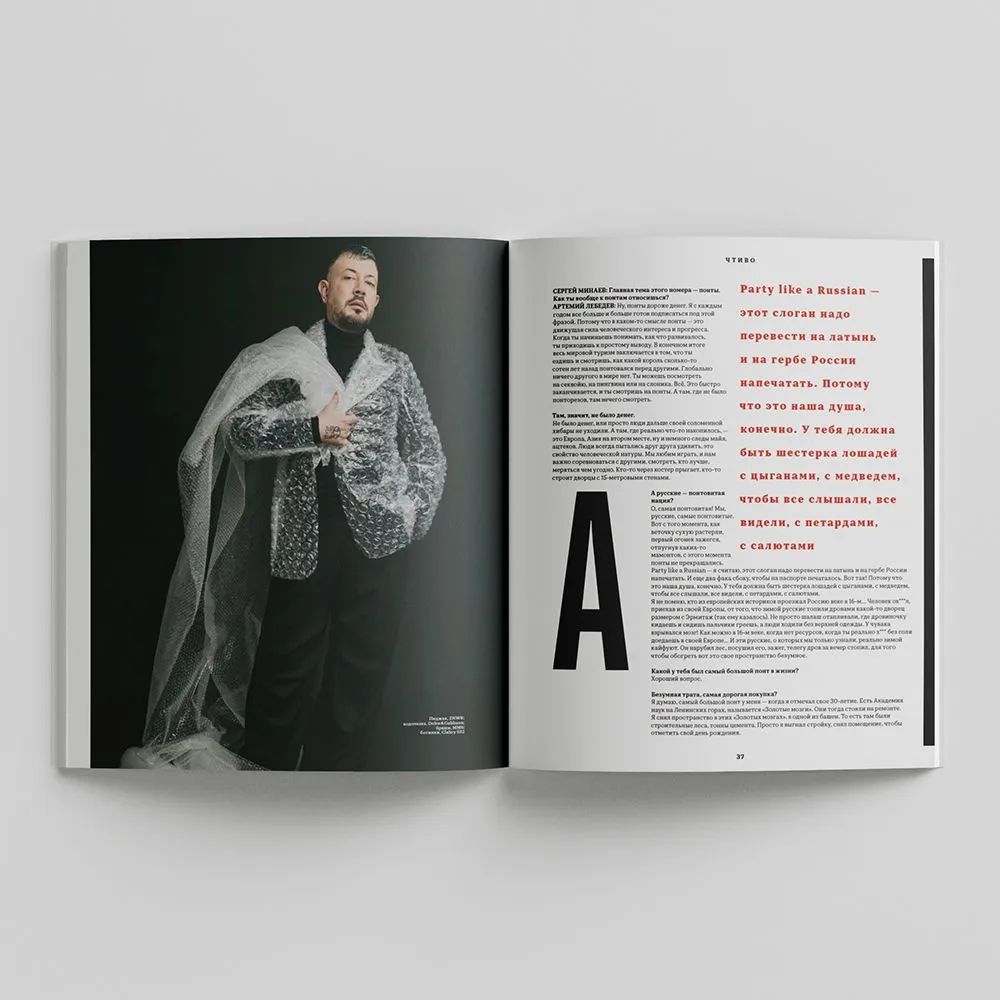 Пиджак, ZNWR;
водолазка, Dolce&Gabbana;
брюки, MMR;
ботинки, Clahry 552
ЧТИВО
СЕРГЕЙ МИНАЕВ: Главная тема этого номера — понты.
Как ты вообще к понтам относишься?
АРТЕМИЙ ЛЕБЕДЕВ: Ну, понты дороже денег. Я с каждым
годом все больше и больше готов подписаться под этой
фразой. Потому что в каком-то смысле понты — это
движущая сила человеческого интереса и прогресса.
Когда ты начинаешь понимать, как что развивалось,
ты приходишь к простому выводу. В конечном итоге
весь мировой туризм заключается в том, что ты
ездишь и смотришь, как какой король сколько-то
сотен лет назад понтовался перед другими. Глобально
ничего другого в мире нет. Ты можешь посмотреть
на секвойю, на пингвина или на слоника. Всё. Это быстро
заканчивается, и ты смотришь на понты. А там, где не было
понторезов, там нечего смотреть.
Там, значит, не было денег.
Не было денег, или просто люди дальше своей соломенной
хибары не уходили. А там, где реально что-то накопилось, —
это Европа, Азия на втором месте, ну и немного следы майя,
ацтеков. Люди всегда пытались друг друга удивить, это
свойство человеческой натуры. Мы любим играть, и нам
важно соревноваться с другими, смотреть, кто лучше,
меряться чем угодно. Кто-то через костер прыгает, кто-то
строит дворцы с 15-метровыми стенами.
А
А русские — понтовитая
нация?
О, самая понтовитая! Мы,
русские, самые понтовитые.
Вот с того момента, как
веточку сухую растерли,
первый огонек зажегся,
отпугнул каких-то
мамонтов, с этого момента
понты не прекращались.
Party like a Russian — я считаю, этот слоган надо перевести на латынь и на гербе России
напечатать. И еще два фака сбоку, чтобы на паспорте печаталось. Вот так! Потому что
это наша душа, конечно. У тебя должна быть шестерка лошадей с цыганами, с медведем,
чтобы все слышали, все видели, с петардами, с салютами.
Я не помню, кто из европейских историков проезжал Россию веке в 16-м... Человек ох***л,
приехав из своей Европы, от того, что зимой русские топили дровами какой-то дворец
размером с Эрмитаж (так ему казалось). Не просто шалаш отапливали, где дровиночку
кидаешь и сидишь пальчики греешь, а люди ходили без верхней одежды. У чувака
взрывался мозг! Как можно в 16-м веке, когда нет ресурсов, когда ты реально х*** без соли
доедаешь в своей Европе... И эти русские, о которых мы только узнали, реально зимой
кайфуют. Он нарубил лес, посушил его, зажег, телегу дров за вечер стопил, для того
чтобы обогреть вот это свое пространство безумное.
Какой у тебя был самый большой понт в жизни?
Хороший вопрос.
Безумная трата, самая дорогая покупка?
Я думаю, самый большой понт у меня — когда я отмечал свое 30-летие. Есть Академия
наук на Ленинских горах, называется «Золотые мозги». Они тогда стояли на ремонте.
Я снял пространство в этих «Золотых мозгах», в одной из башен. То есть там были
строительные леса, тонны цемента. Просто я выгнал стройку, снял помещение, чтобы
отметить свой день рождения.
Party like a Russian —
этот слоган надо
перевести на латынь
и на гербе России
напечатать. Потому
что это наша душа,
конечно. У тебя должна
быть шестерка лошадей
с цыганами, с медведем,
чтобы все слышали, все
видели, с петардами,
с салютами
37